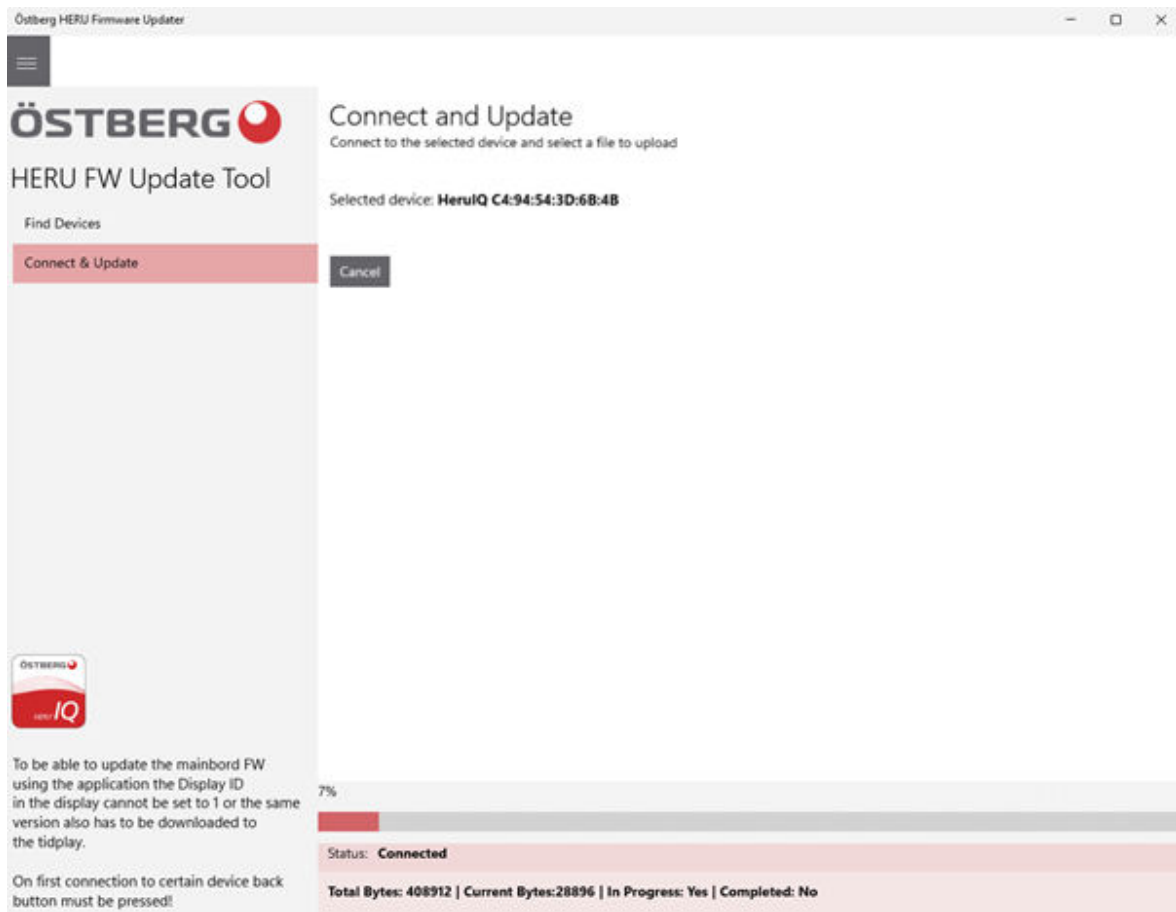 Östberg HERU Firmware Updater
ÖSTBERG
HERU FW Update Tool
Find Devices
Connect & Update
Connect and Update
Connect to the selected device and select a file to upload
Selected device: HeruIQ C4:94:54:3D:6B:4B
Cancel
ÖSTBERG
HERU IQ
To be able to update the mainbord FW
using the application the Display ID
in the display cannot be set to 1 or the same
version also has to be downloaded to
the tidplay.
On first connection to certain device back
button must be pressed!
7%
Status: Connected
Total Bytes: 408912 | Current Bytes:28896 | In Progress: Yes | Completed: No